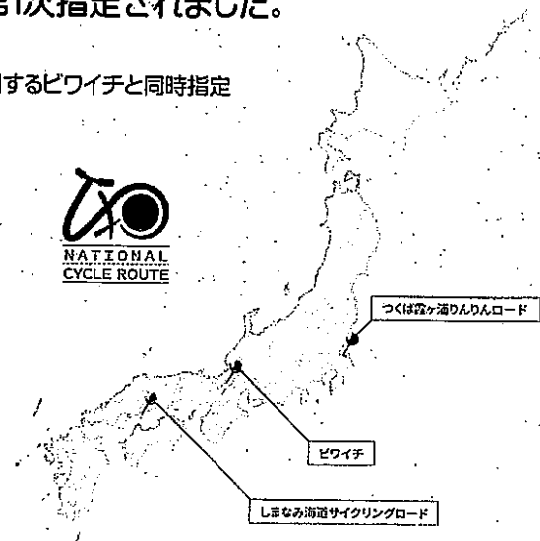 第1次指定されました。
するビワイチと同時指定
NATIONAL
CYCLE ROUTE
つくば霞ヶ浦りんりんロード
ビワイチ
しまなみ海道サイクリングロード